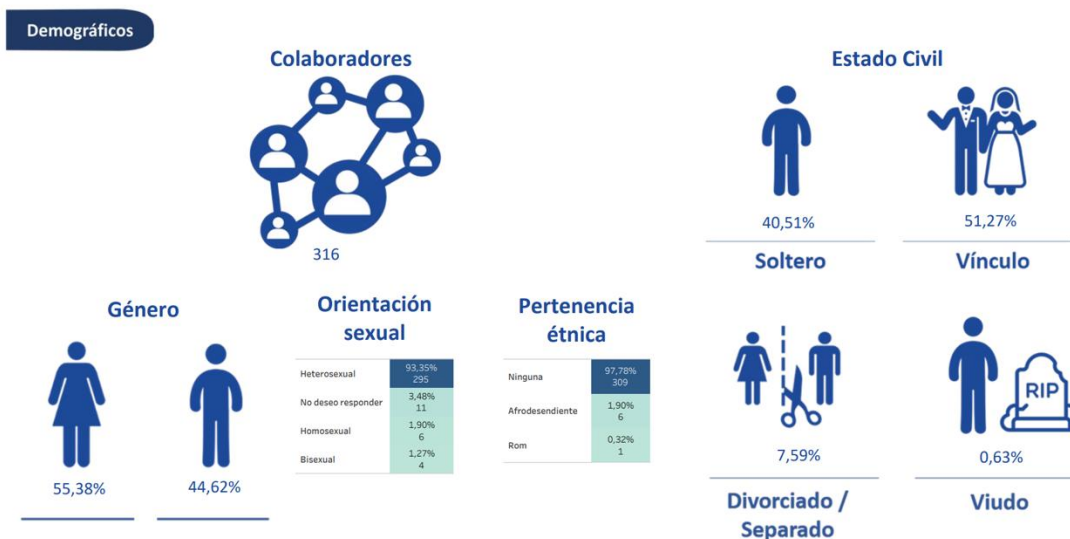 Demográficos
Colaboradores
316
Género
55,38%
44,62%
Orientación
sexual
Heterosexual
93,35%
295
No deseo responder
3,48%
11
Homosexual
1,90%
6
Bisexual
1,27%
4
Pertenencia
étnica
Ninguna
97,78%
309
Afrodesendiente
1,90%
6
Rom
0,32%
1
Estado Civil
40,51%
Soltero
51,27%
Vínculo
7,59%
Divorciado /
Separado
RIP
0,63%
Viudo